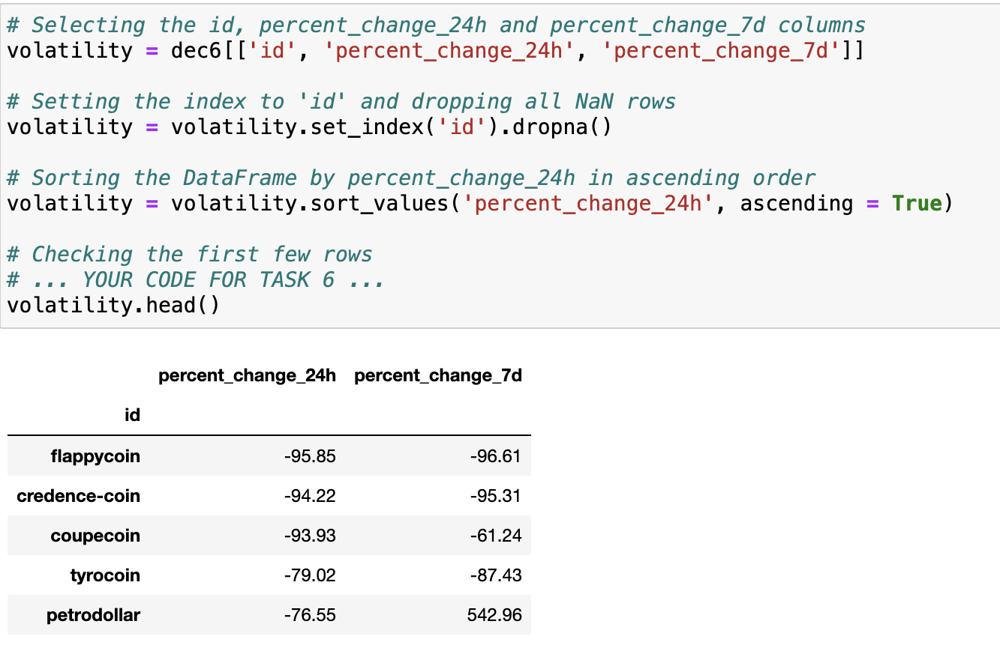 # Selecting the id, percent_change_24h and percent_change_7d columns
volatility = dec6[['id', 'percent_change_24h', 'percent_change_7d']]
# Setting the index to 'id' and dropping all NaN rows
volatility = volatility.set_index('id').dropna()
# Sorting the DataFrame by percent_change_24h in ascending order
volatility = volatility.sort_values('percent_change_24h', ascending = True)
# Checking the first few rows
# ... YOUR CODE FOR TASK 6 ...
volatility.head()
percent_change_24h percent_change_7d
id
flappycoin -95.85 -96.61
credence-coin -94.22 -95.31
coupecoin -93.93 -61.24
tyrocoin -79.02 -87.43
petrodollar -76.55 542.96